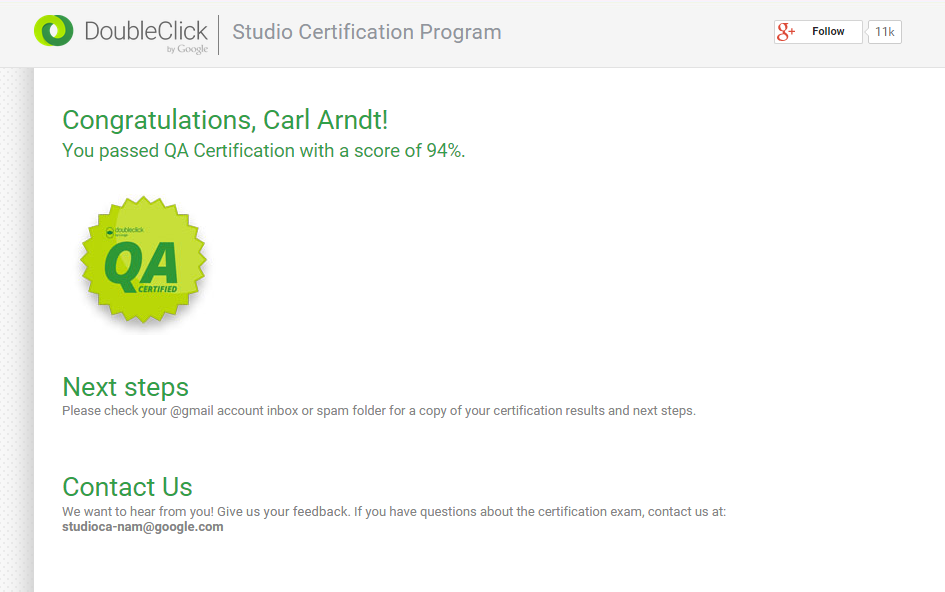 DoubleClick
by Google
Studio Certification Program
g+ Follow 11k
Congratulations, Carl Arndt!
You passed QA Certification with a score of 94%.
doubleclick
by Google
QA
CERTIFIED
Next steps
Please check your @gmail account inbox or spam folder for a copy of your certification results and next steps.
Contact Us
We want to hear from you! Give us your feedback. If you have questions about the certification exam, contact us at:
studioca-nam@google.com